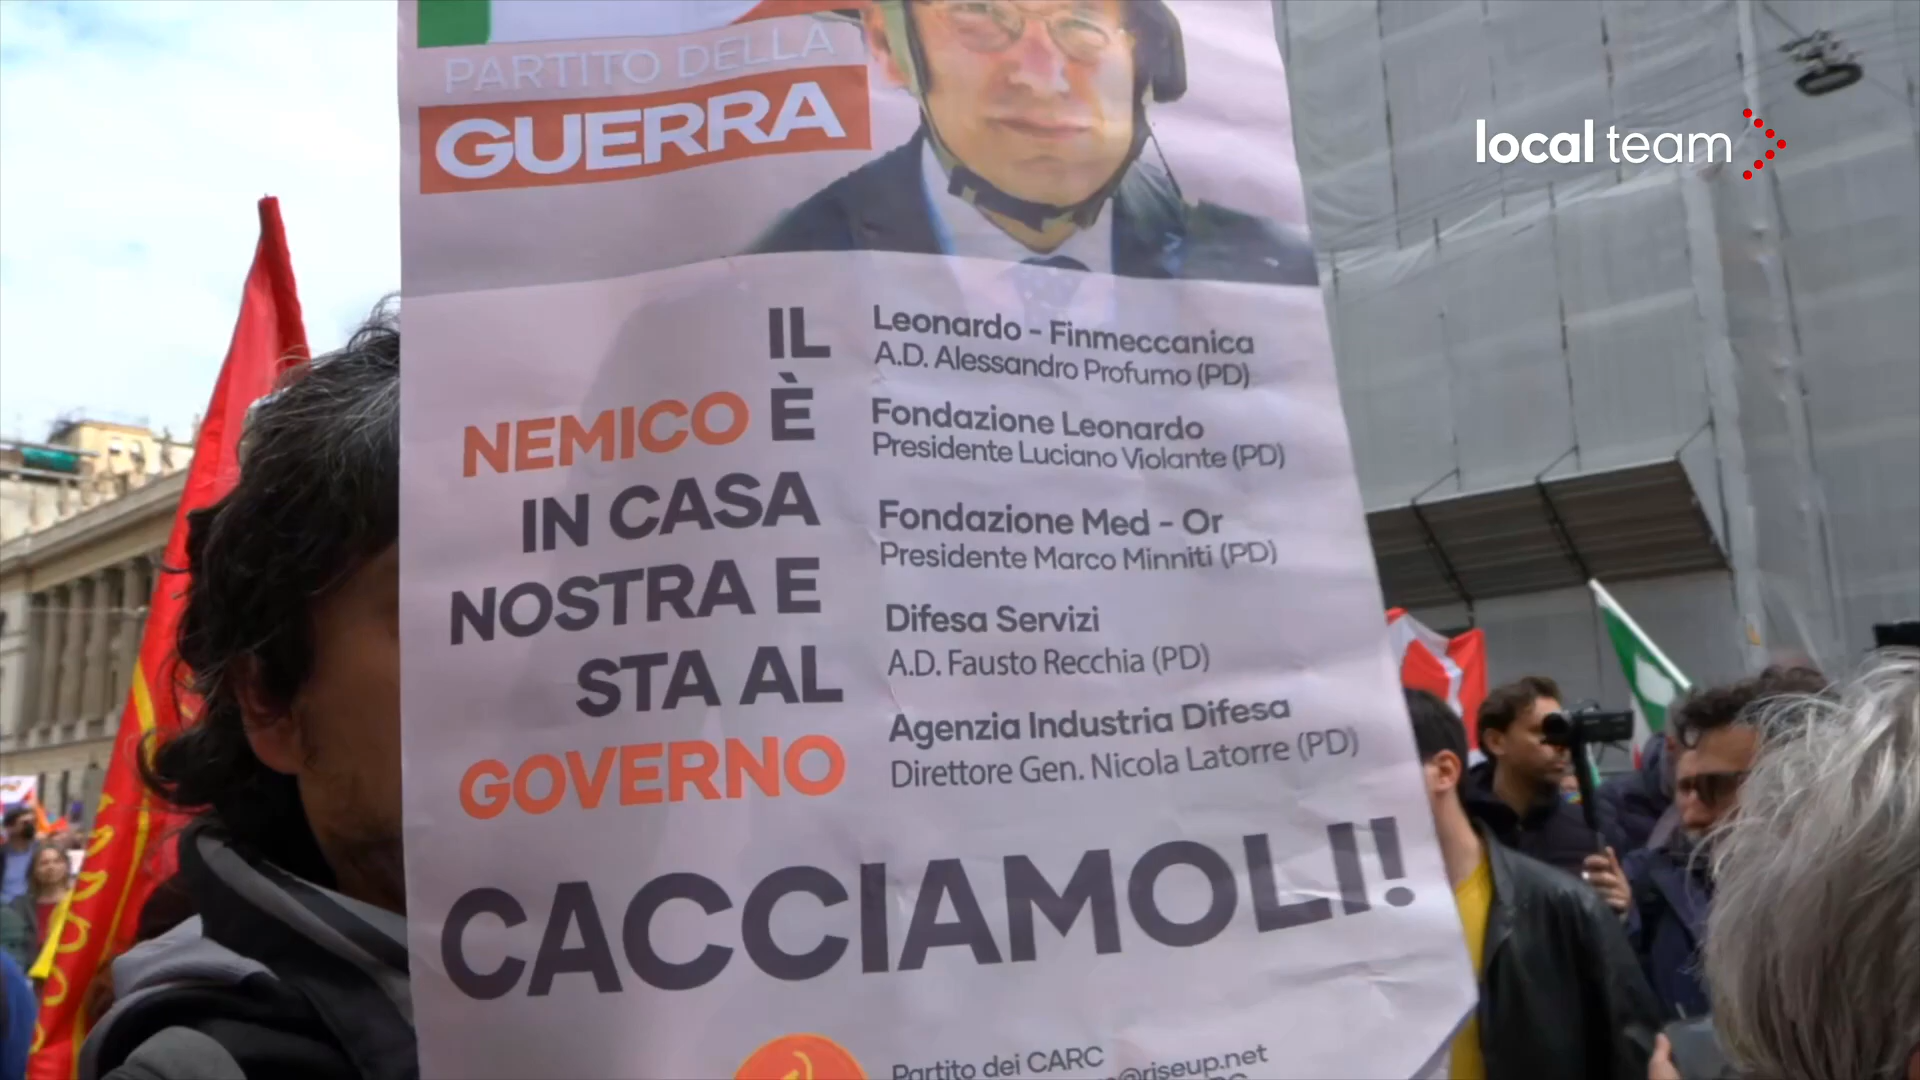 PARTITO DELLA
GUERRA
local team
IL
NEMICO È
IN CASA
NOSTRA E
STA AL
GOVERNO
Leonardo - Finmeccanica
A.D. Alessandro Profumo (PD)
Fondazione Leonardo
Presidente Luciano Violante (PD)
Fondazione Med - Or
Presidente Marco Minniti (PD)
Difesa Servizi
A.D. Fausto Recchia (PD)
Agenzia Industria Difesa
Direttore Gen. Nicola Latorre (PD)
CACCIAMOLI!
Partito dei CARC
@riseup.net